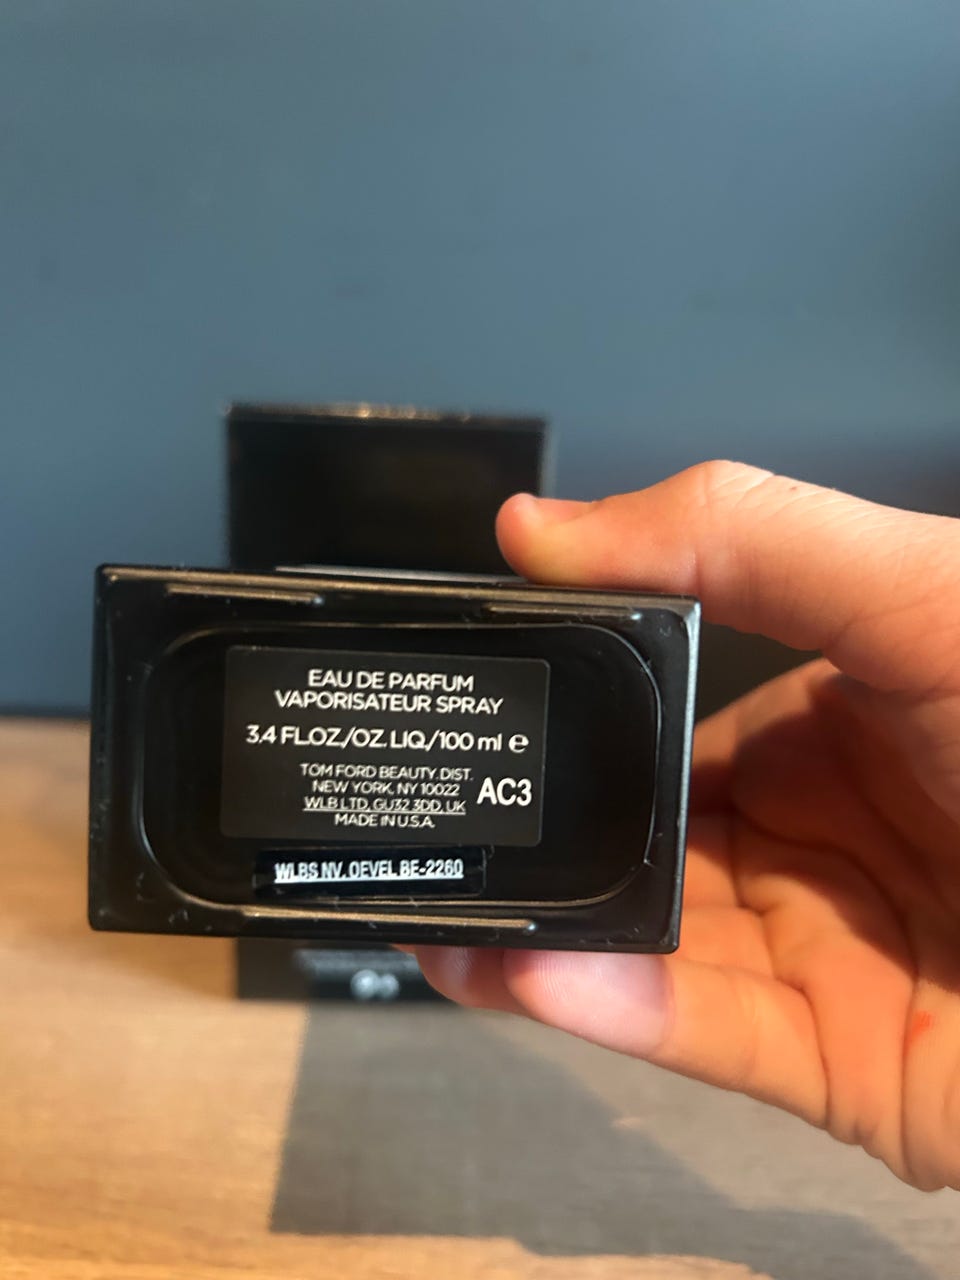 EAU DE PARFUM
VAPORISATEUR SPRAY
3.4 FL.OZ/OZ. LIQ./100 ml ℮
TOM FORD BEAUTY. DIST.
NEW YORK, NY 10022
WLB LTD, GU32 3DD, UK
MADE IN U.S.A.
AC3
WLBS NV, OEVEL BE-2260